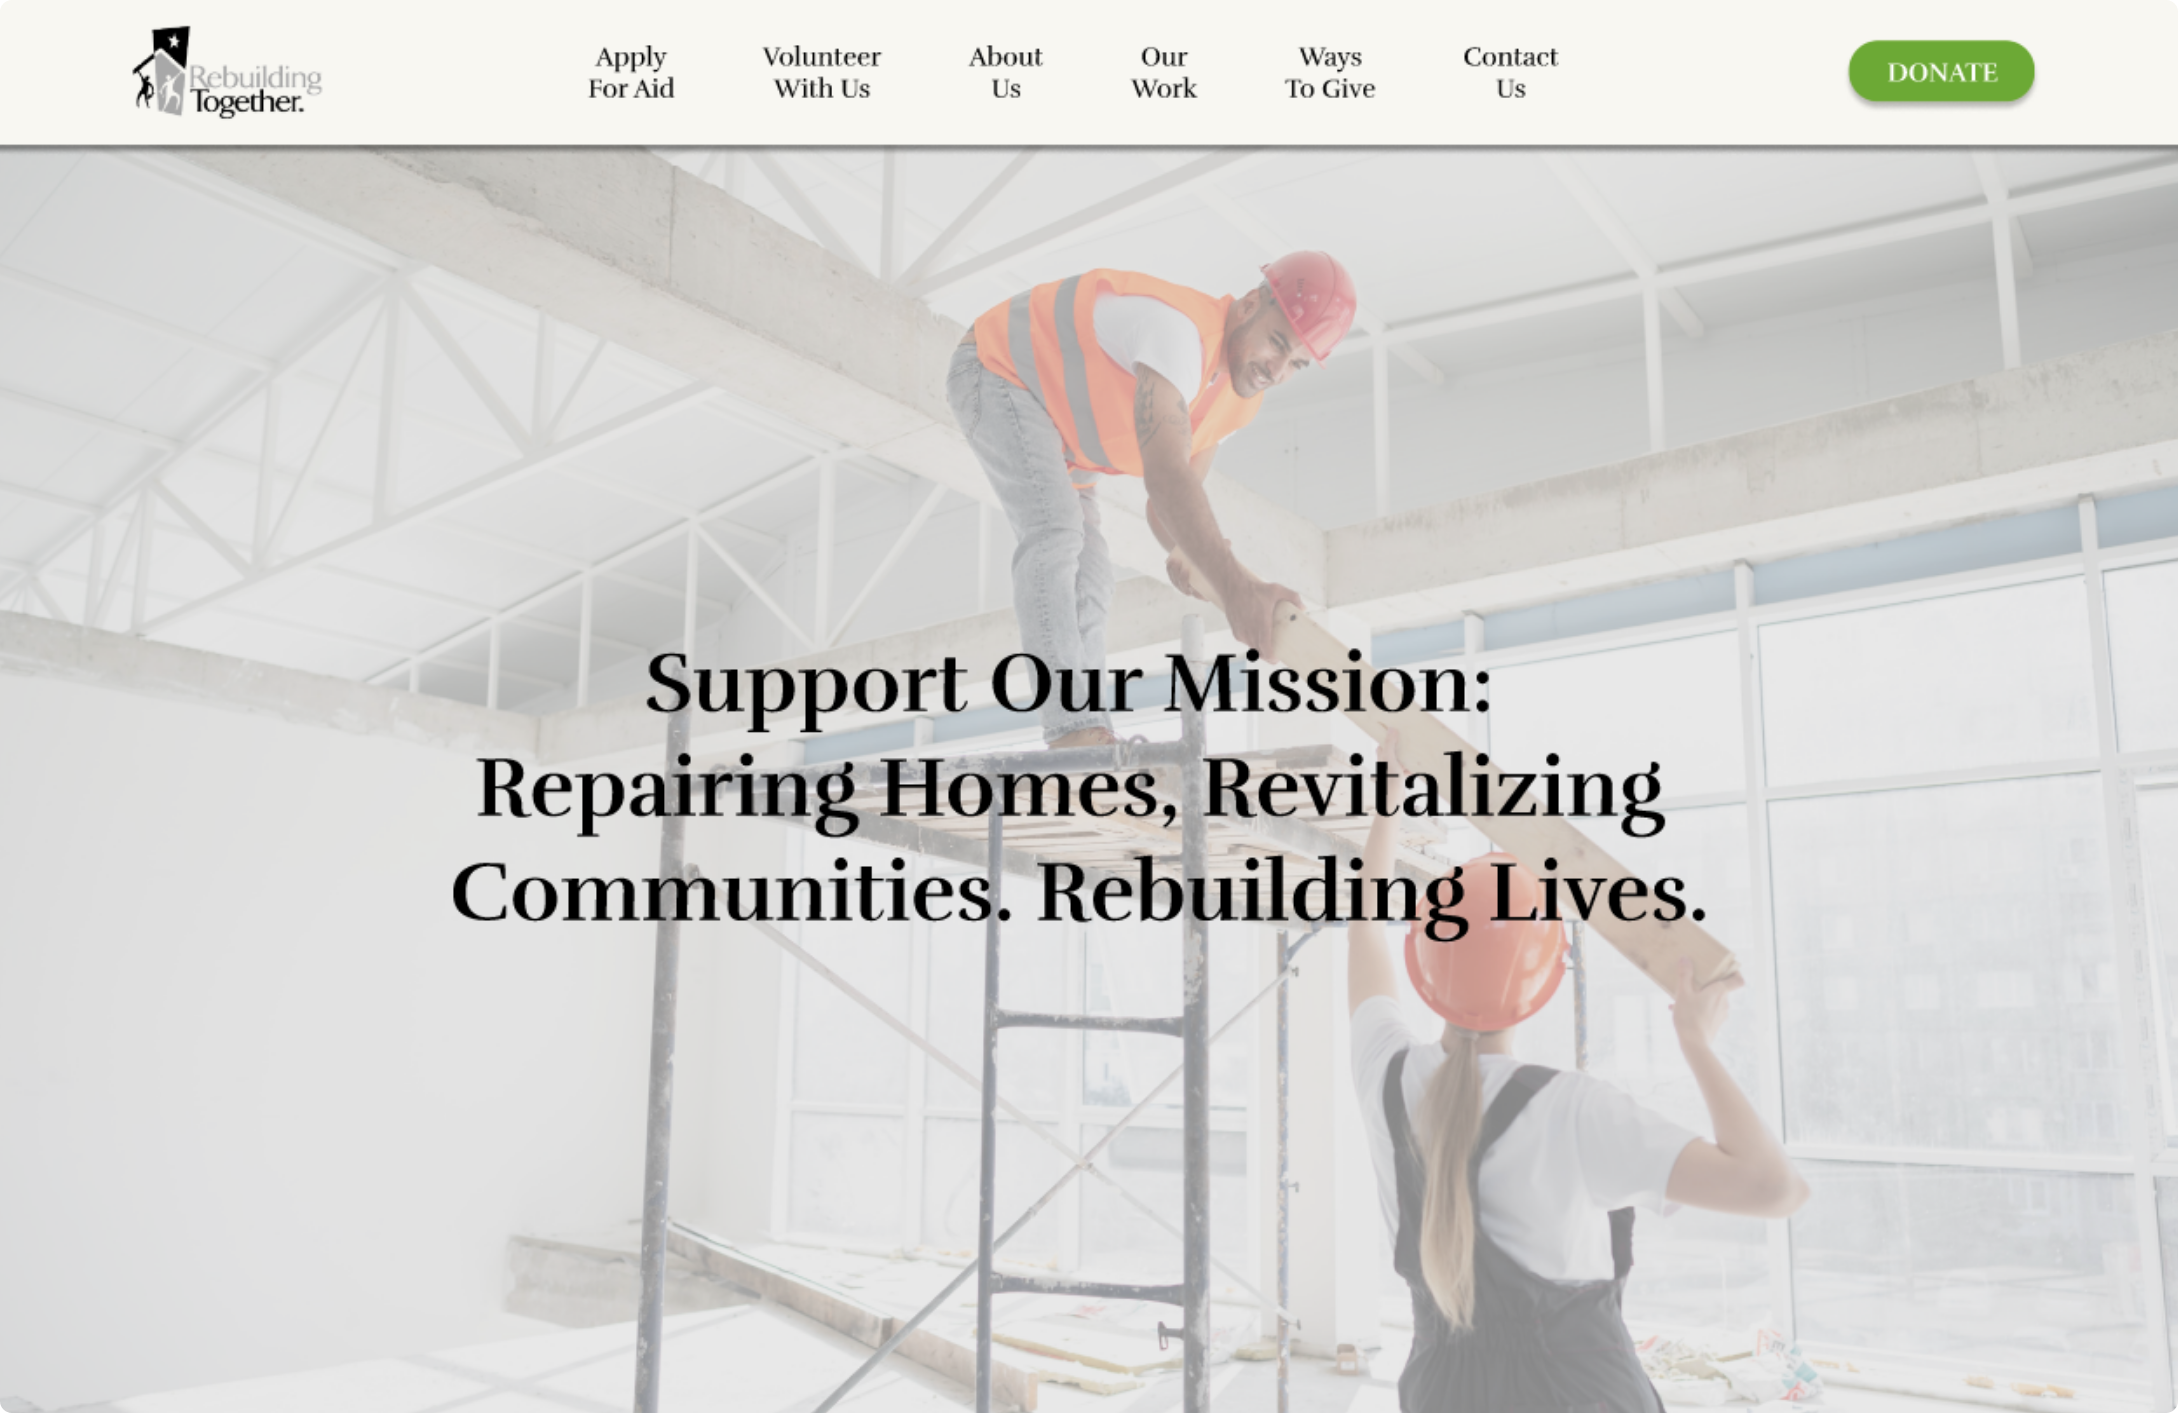 Rebuilding
Together.
Apply
For Aid
Volunteer
With Us
About
Us
Our
Work
Ways
To Give
Contact
Us
DONATE
Support Our Mission:
Repairing Homes, Revitalizing
Communities. Rebuilding Lives.